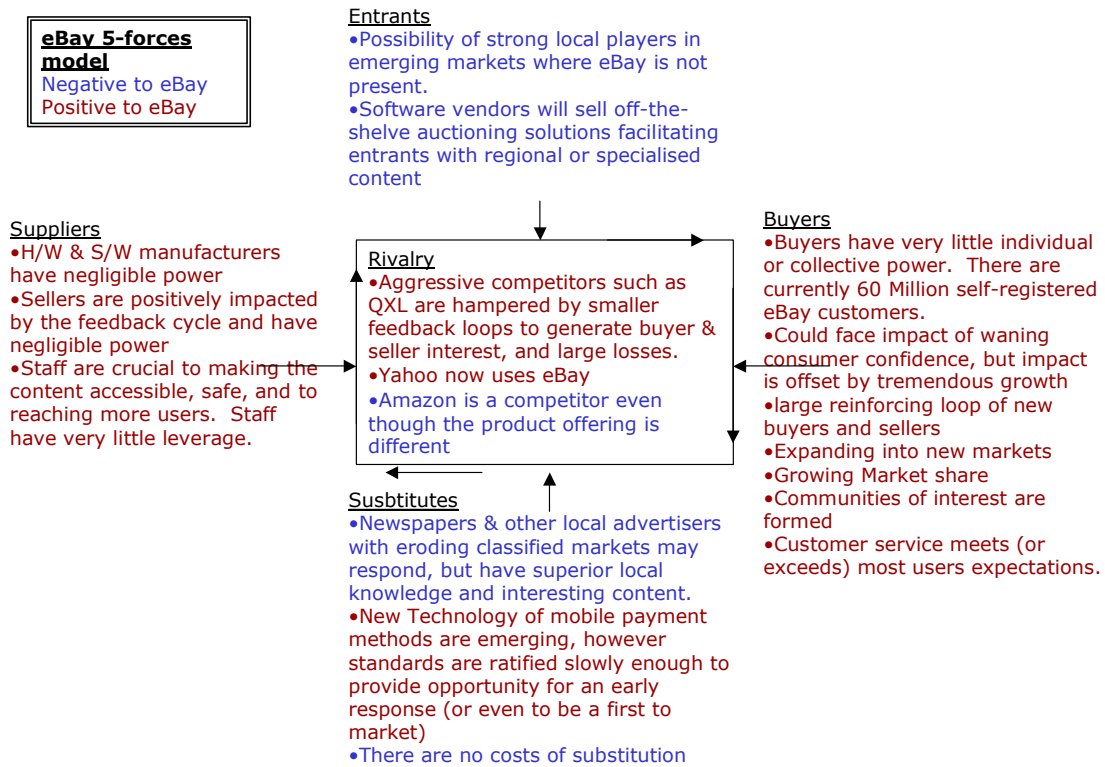 eBay 5-forces
model
Negative to eBay
Positive to eBay
Entrants
•Possibility of strong local players in
emerging markets where eBay is not
present.
•Software vendors will sell off-the-
shelve auctioning solutions facilitating
entrants with regional or specialised
content
Suppliers
•H/W & S/W manufacturers
have negligible power
•Sellers are positively impacted
by the feedback cycle and have
negligible power
•Staff are crucial to making the
content accessible, safe, and to
reaching more users.  Staff
have very little leverage.
Rivalry
•Aggressive competitors such as
QXL are hampered by smaller
feedback loops to generate buyer &
seller interest, and large losses.
•Yahoo now uses eBay
•Amazon is a competitor even
though the product offering is
different
Buyers
•Buyers have very little individual
or collective power.  There are
currently 60 Million self-registered
eBay customers.
•Could face impact of waning
consumer confidence, but impact
is offset by tremendous growth
•large reinforcing loop of new
buyers and sellers
•Expanding into new markets
•Growing Market share
•Communities of interest are
formed
•Customer service meets (or
exceeds) most users expectations.
Susbtitutes
•Newspapers & other local advertisers
with eroding classified markets may
respond, but have superior local
knowledge and interesting content.
•New Technology of mobile payment
methods are emerging, however
standards are ratified slowly enough to
provide opportunity for an early
response (or even to be a first to
market)
•There are no costs of substitution